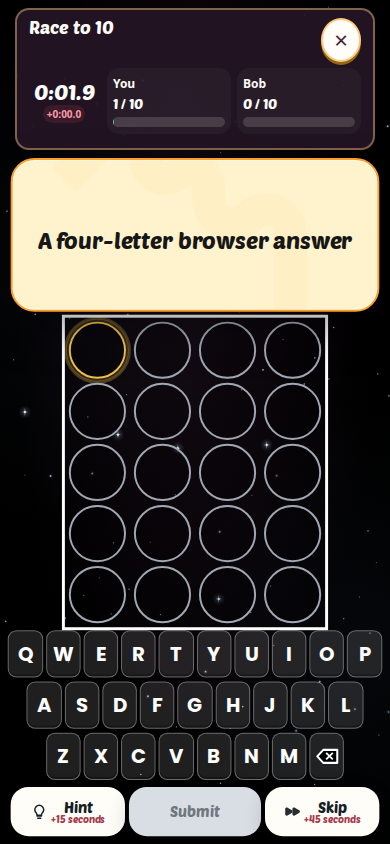 Race to 10
0:01.9
+0:00.0
You
1 / 10
Bob
0 / 10
A four-letter browser answer
Q W E R T Y U I O P
A S D F G H J K L
Z X C V B N M
Hint
+15 seconds
Submit
Skip
+45 seconds